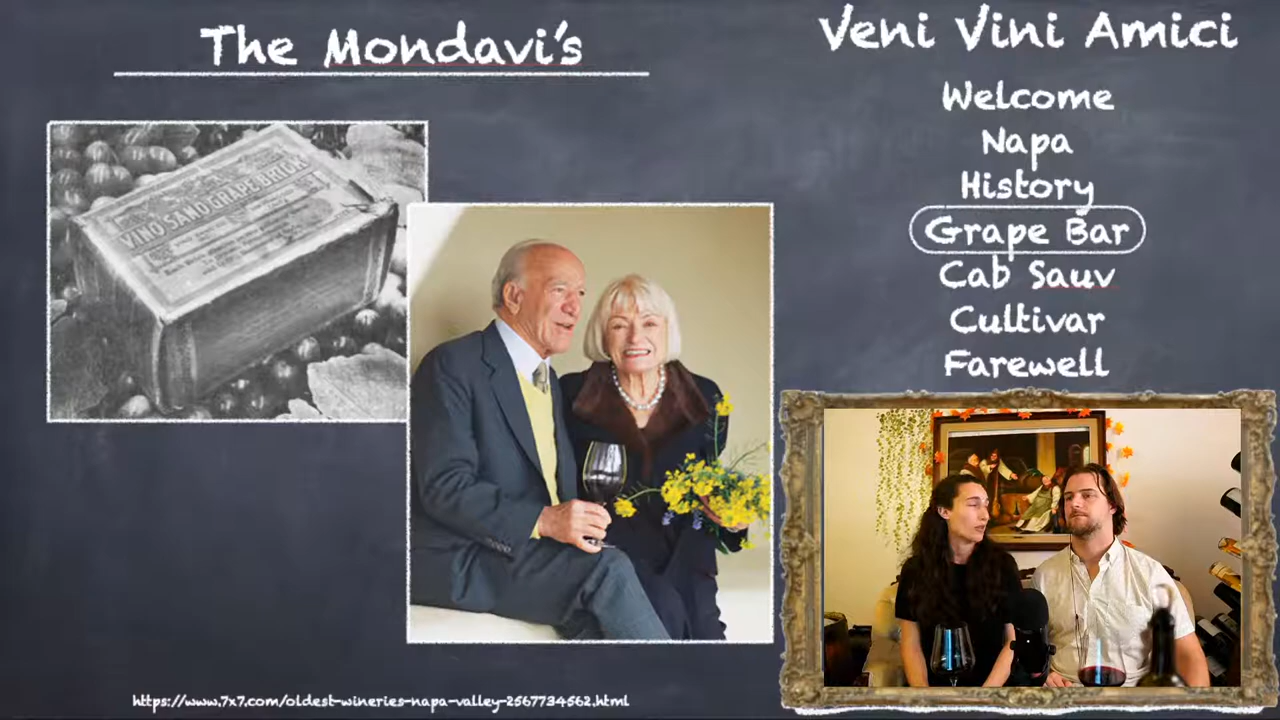 The Mondavi's
VINO SANO GRAPE BRICK
https://www.7x7.com/oldest-wineries-napa-valley-2567734562.html
Veni Vini Amici
Welcome
Napa
History
Grape Bar
Cab Sauv
Cultivar
Farewell